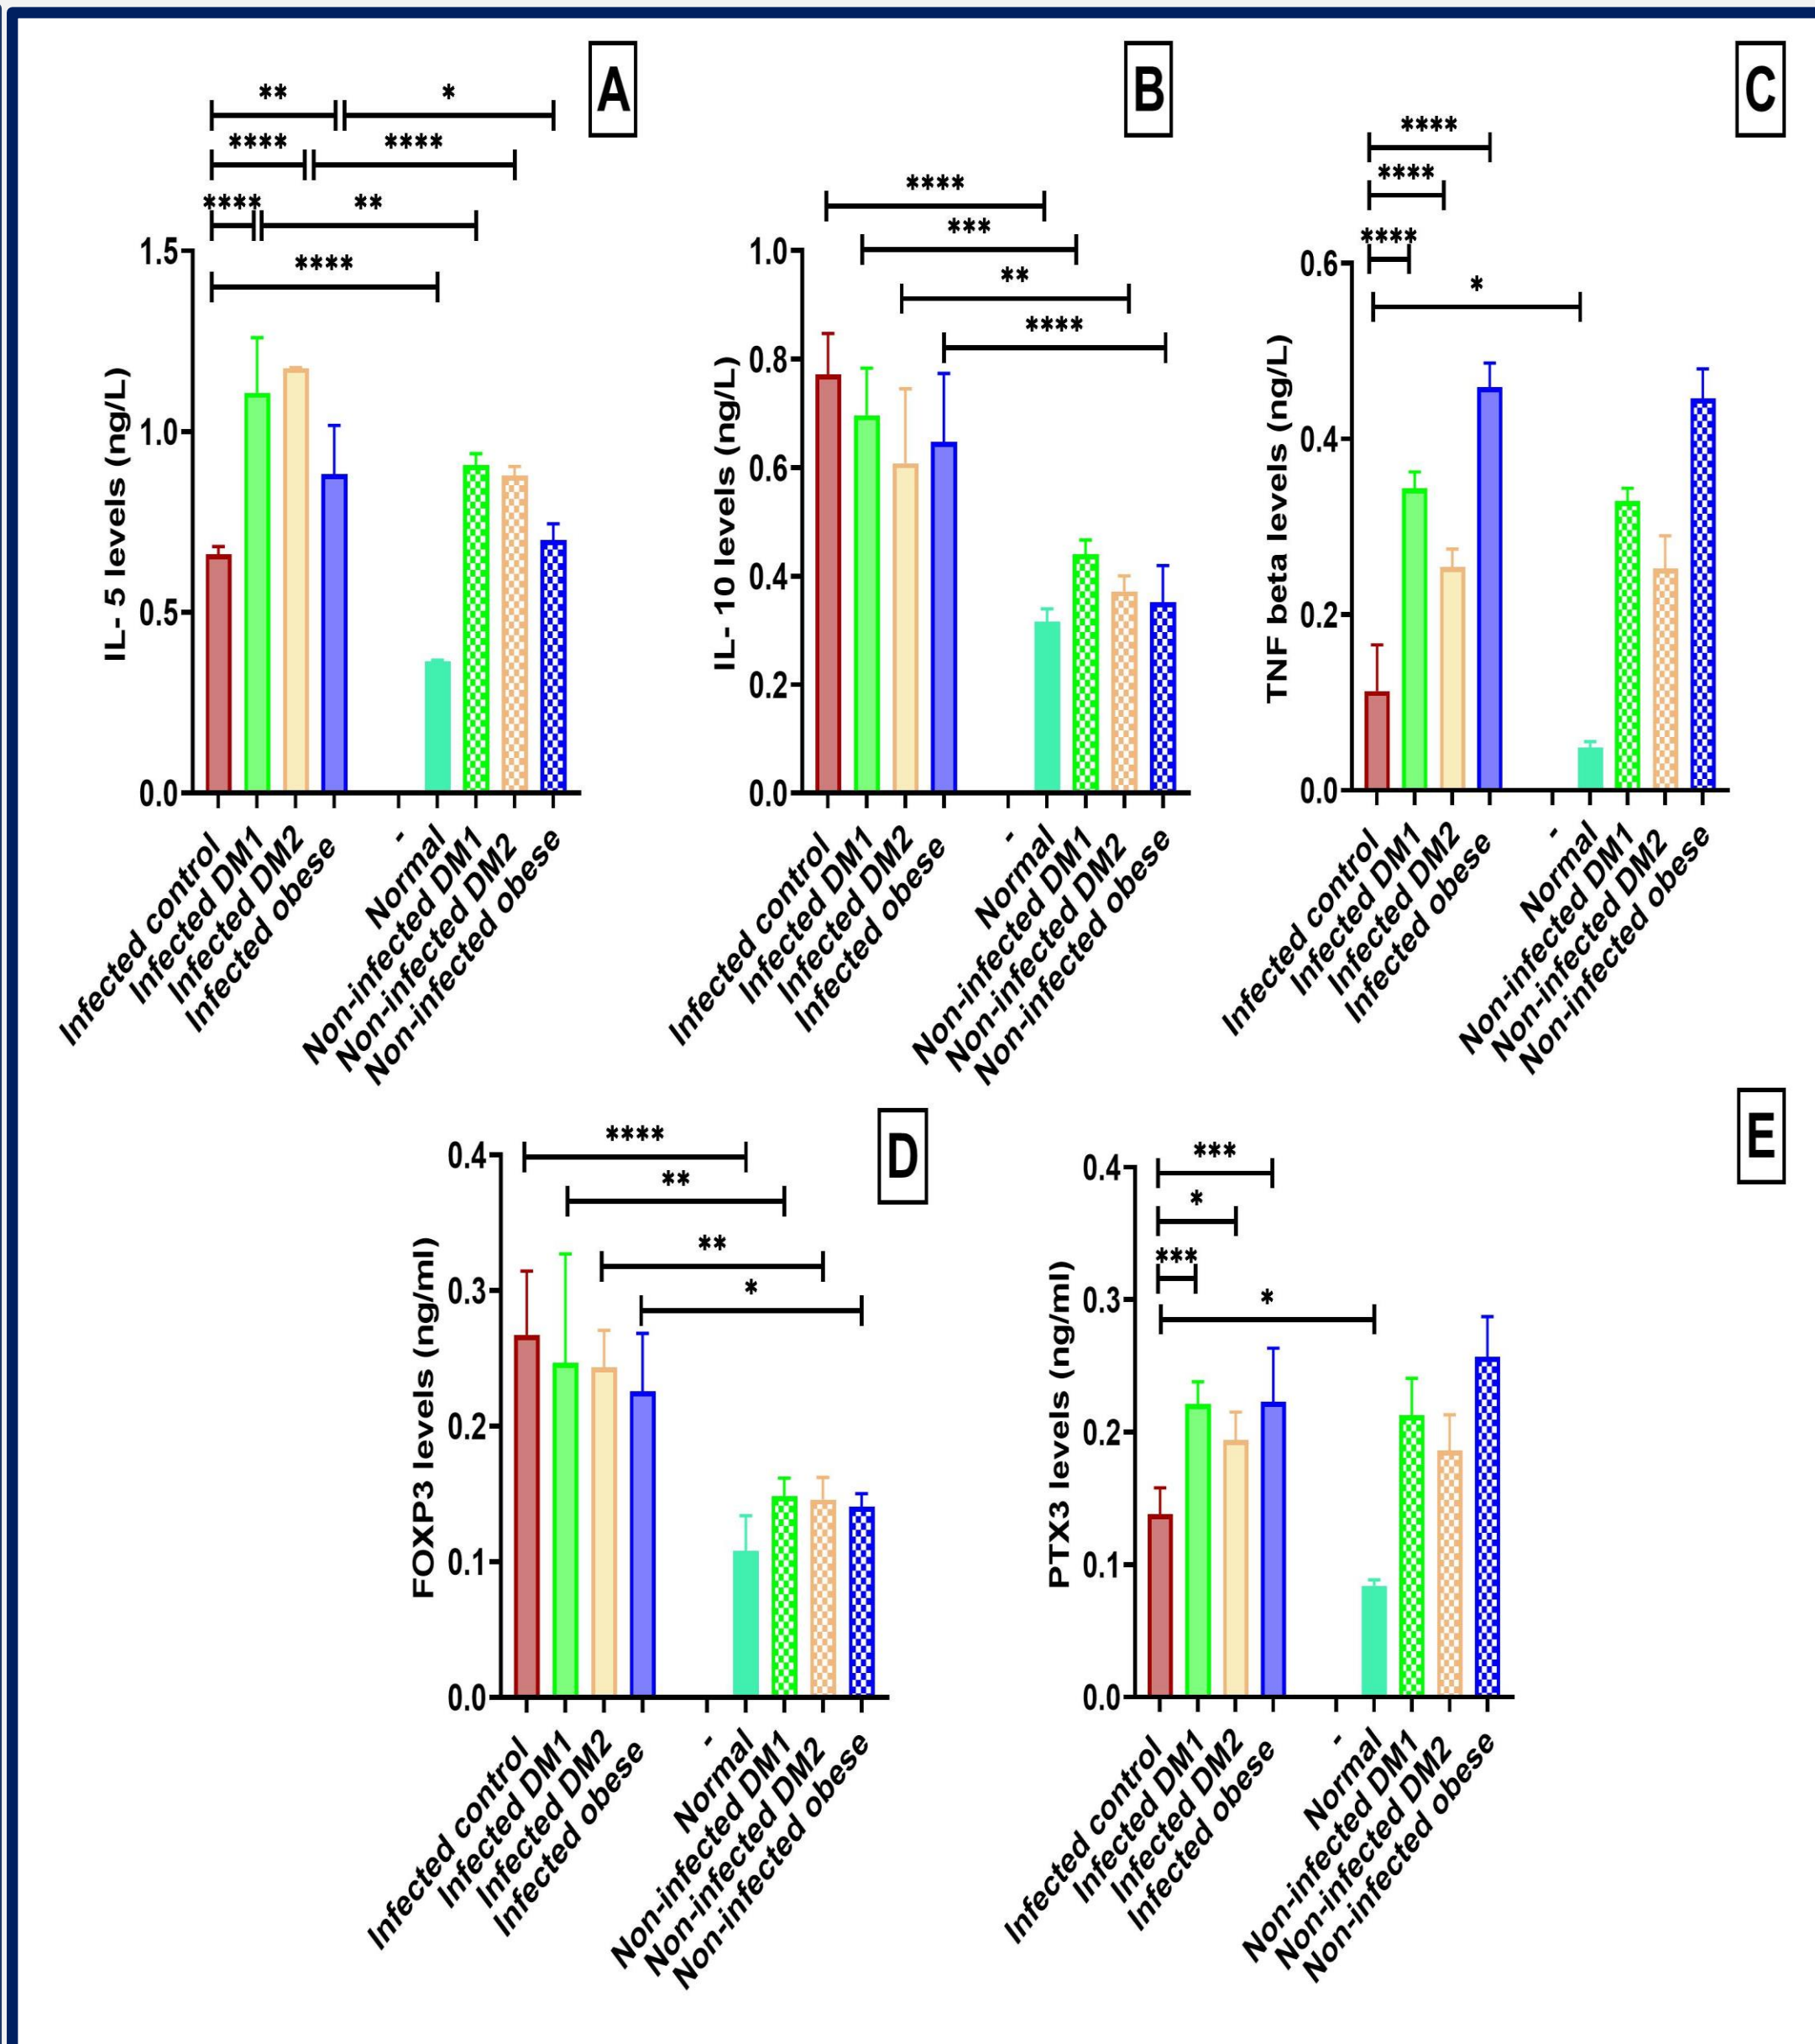 A
** *
**** ****
**** **
****
IL- 5 levels (ng/L)
1.5
1.0
0.5
0.0
Infected control
Infected DM1
Infected DM2
Infected obese
-
Normal
Non-infected DM1
Non-infected DM2
Non-infected obese
B
****
***
**
****
IL- 10 levels (ng/L)
1.0
0.8
0.6
0.4
0.2
0.0
Infected control
Infected DM1
Infected DM2
Infected obese
-
Normal
Non-infected DM1
Non-infected DM2
Non-infected obese
C
****
****
****
*
TNF beta levels (ng/L)
0.6
0.4
0.2
0.0
Infected control
Infected DM1
Infected DM2
Infected obese
-
Normal
Non-infected DM1
Non-infected DM2
Non-infected obese
D
****
**
**
*
FOXP3 levels (ng/ml)
0.4
0.3
0.2
0.1
0.0
Infected control
Infected DM1
Infected DM2
Infected obese
-
Normal
Non-infected DM1
Non-infected DM2
Non-infected obese
E
***
*
***
*
PTX3 levels (ng/ml)
0.4
0.3
0.2
0.1
0.0
Infected control
Infected DM1
Infected DM2
Infected obese
-
Normal
Non-infected DM1
Non-infected DM2
Non-infected obese